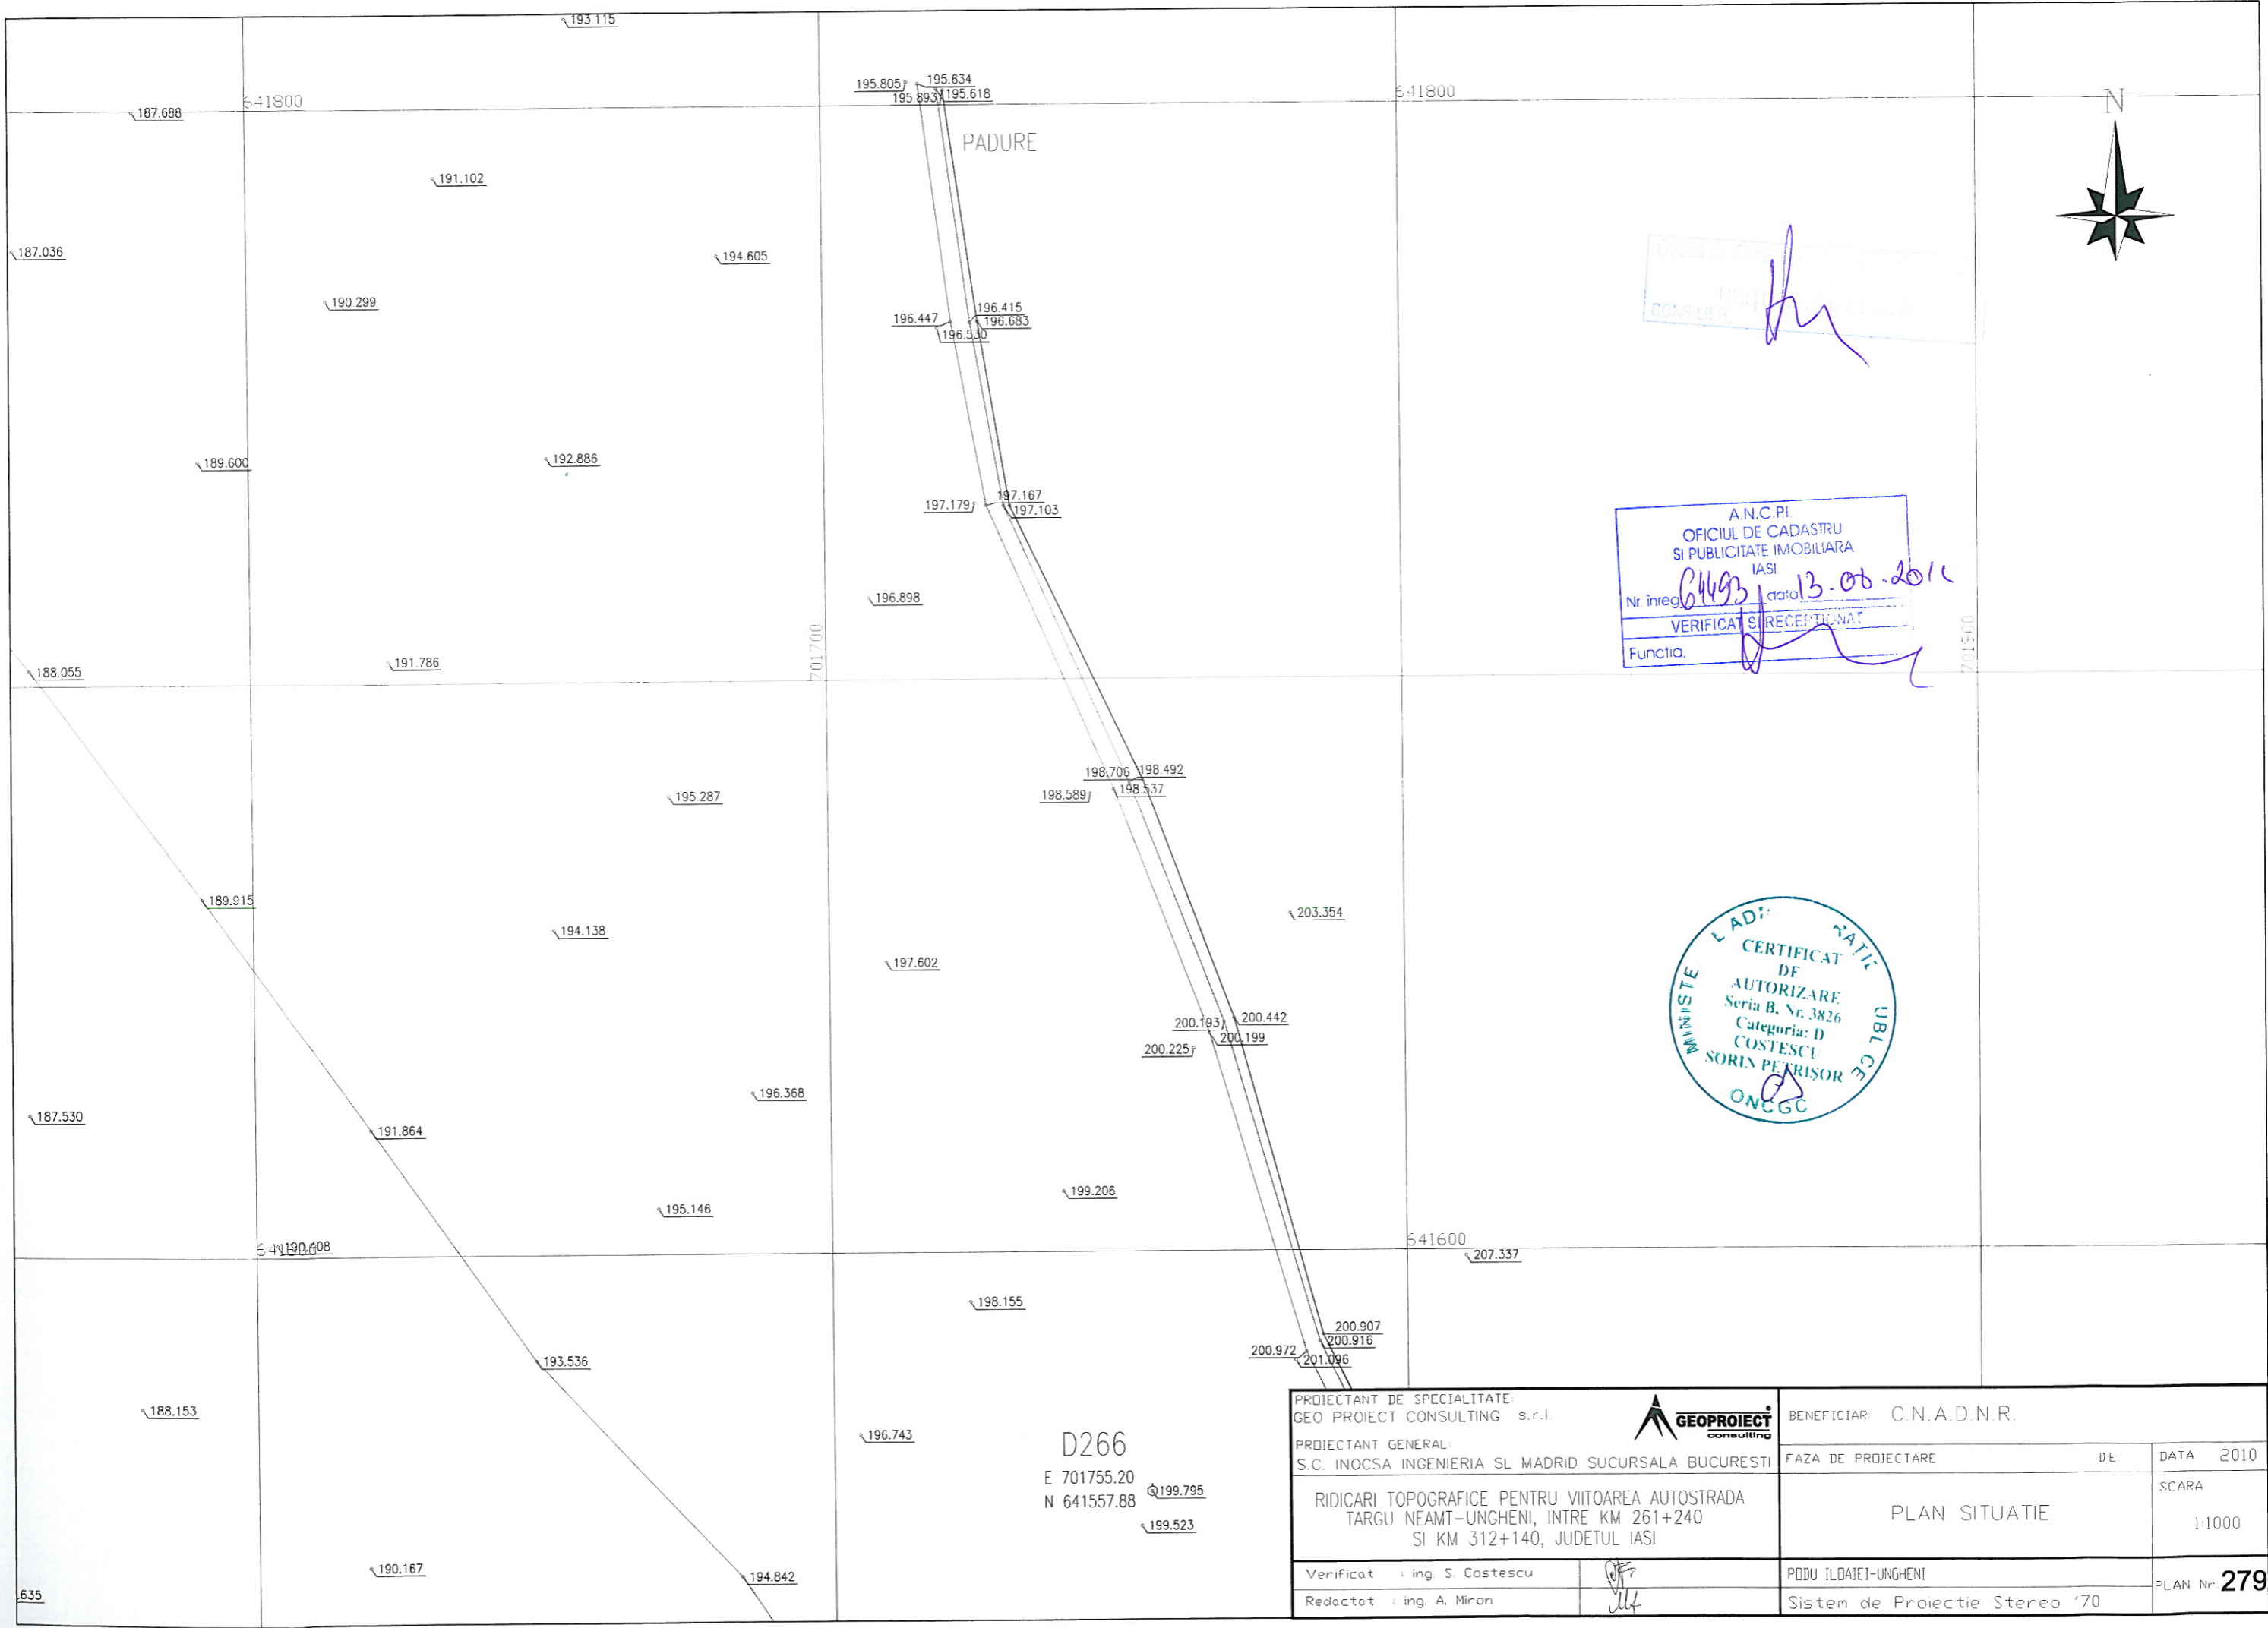 193.115
195.805
195.634
195.893
195.618
641800
641800
187.688
N
PADURE
191.102
187.036
194.605
190.299
196.447
196.415
196.683
196.530
189.600
192.886
197.179
197.167
197.103
A.N.C.P.I.
OFICIUL DE CADASTRU
SI PUBLICITATE IMOBILIARA
IASI
Nr. înreg. 64493 data 13.
VERIFICAT SI RECEPTIONAT
Functia.
196.898
701700
191.786
188.055
198.706
198.492
198.589
198.537
195.287
189.915
203.354
194.138
197.602
CERTIFICAT
DE
AUTORIZARE
Seria B, Nr. 3826
Categoria: D
COSTESCU
SORIN PETRIȘOR
ONCGC
200.193
200.442
200.199
200.225
196.368
187.530
191.864
199.206
195.146
190.408
641600
207.337
198.155
200.907
200.916
200.972
201.096
193.536
188.153
196.743
D266
E 701755.20
N 641557.88
199.795
199.523
190.167
194.842
635
PROIECTANT DE SPECIALITATE:
GEO PROIECT CONSULTING s.r.l.
GEOPROIECT
consulting
PROIECTANT GENERAL:
S.C. INOCSA INGENIERIA SL MADRID SUCURSALA BUCURESTI
BENEFICIAR: C.N.A.D.N.R.
FAZA DE PROIECTARE DE
DATA 2010
RIDICARI TOPOGRAFICE PENTRU VIITOAREA AUTOSTRADA
TARGU NEAMT-UNGHENI, INTRE KM 261+240
SI KM 312+140, JUDETUL IASI
PLAN SITUATIE
SCARA
1:1000
Verificat : ing. S. Costescu
Redactat : ing. A. Miron
PODU ILOAIEI-UNGHENI
Sistem de Proiectie Stereo '70
PLAN Nr. 279